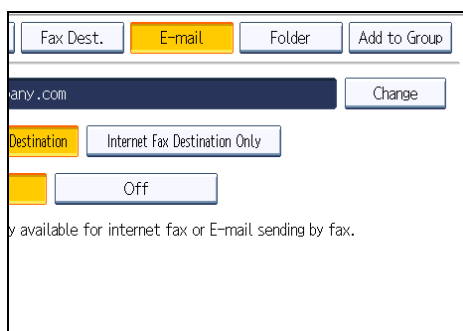 Fax Dest. E-mail Folder Add to Group
pany.com Change
Destination Internet Fax Destination Only
Off
y available for internet fax or E-mail sending by fax.